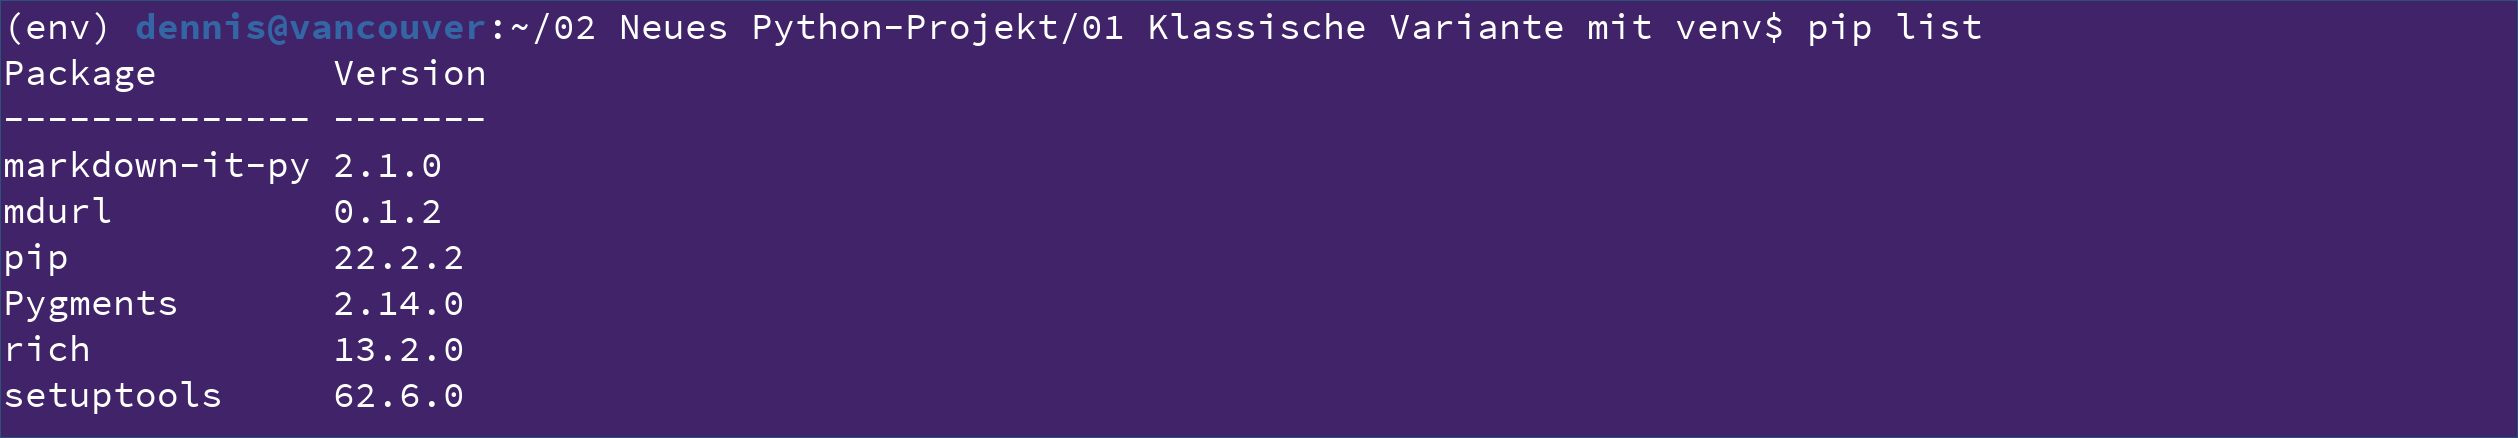 (env) dennis@vancouver:~/02 Neues Python-Projekt/01 Klassische Variante mit venv$ pip list
Package        Version
-------------- -------
markdown-it-py 2.1.0
mdurl          0.1.2
pip            22.2.2
Pygments       2.14.0
rich           13.2.0
setuptools     62.6.0